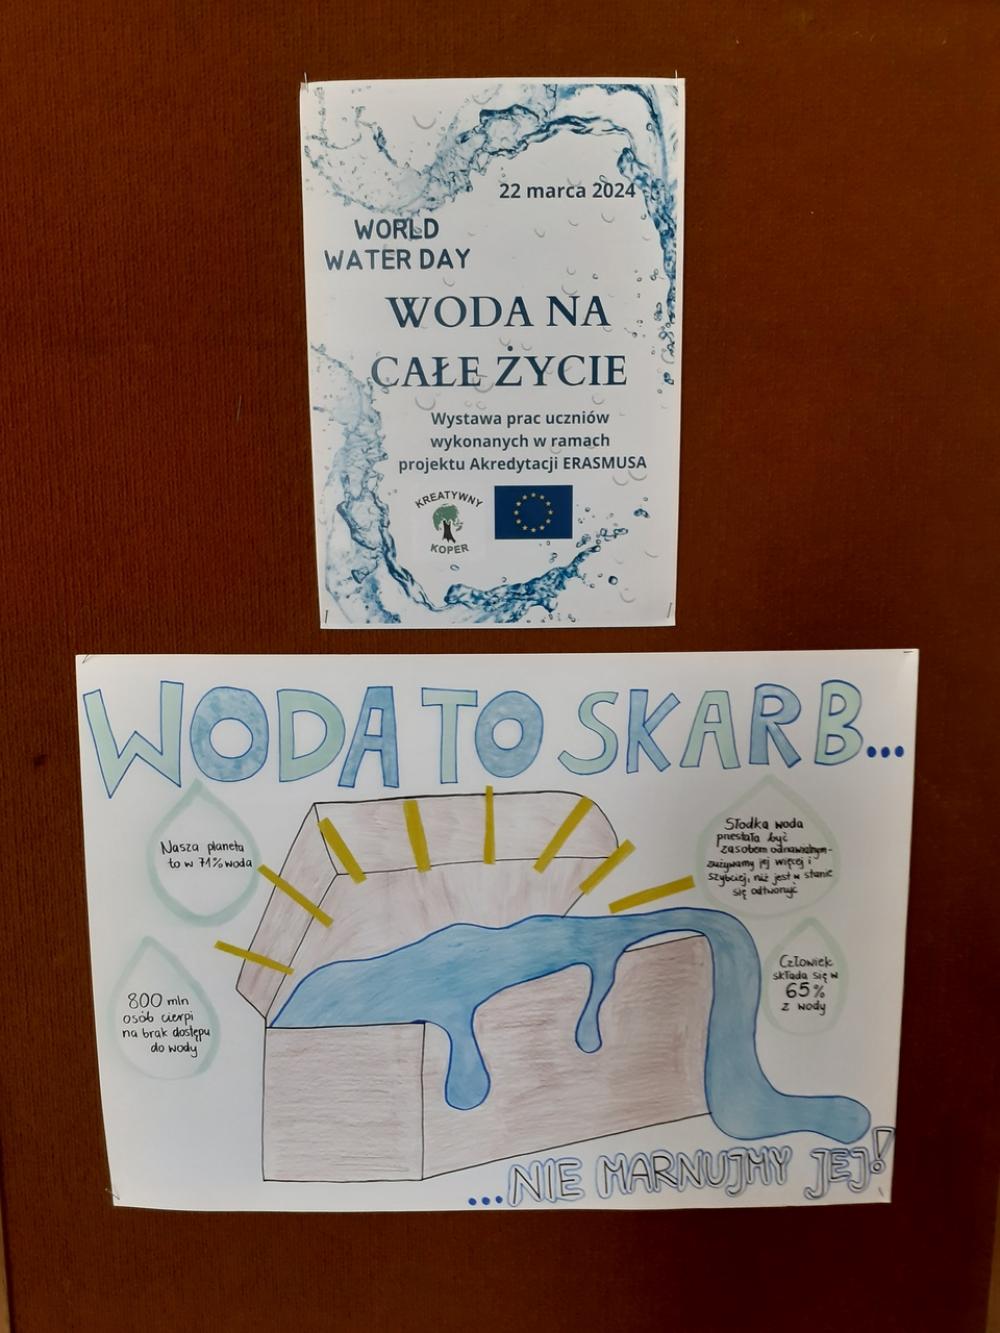 22 marca 2024
WORLD
WATER DAY
WODA NA
CAŁE ŻYCIE
Wystawa prac uczniów
wykonanych w ramach
projektu Akredytacji ERASMUSA
KREATYWNY
KOPER
WODA TO SKARB...
Nasza planeta
to w 71% woda
800 mln
osób cierpi
na brak dostępu
do wody
Słodka woda
przestała być
zasobem odnawialnym-
zużywamy jej więcej i
szybciej, niż jest w stanie
się odtworzyć
Człowiek
składa się w
65%
z wody
...NIE MARNUJMY JEJ!